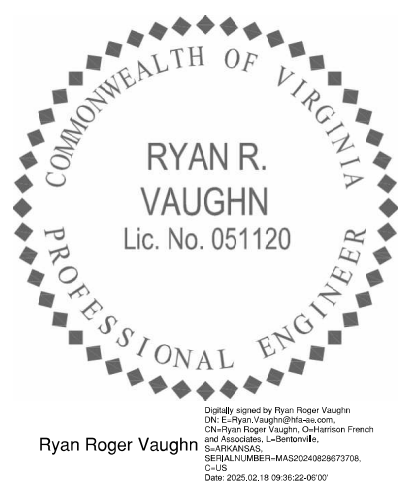 COMMONWEALTH OF VIRGINIA
RYAN R.
VAUGHN
Lic. No. 051120
PROFESSIONAL ENGINEER
Ryan Roger Vaughn
Digitally signed by Ryan Roger Vaughn
DN: E=Ryan.Vaughn@hfa-ae.com,
CN=Ryan Roger Vaughn, O=Harrison French
and Associates, L=Bentonville,
S=ARKANSAS,
SERIALNUMBER=MAS20240828673708,
C=US
Date: 2025.02.18 09:36:22-06'00'